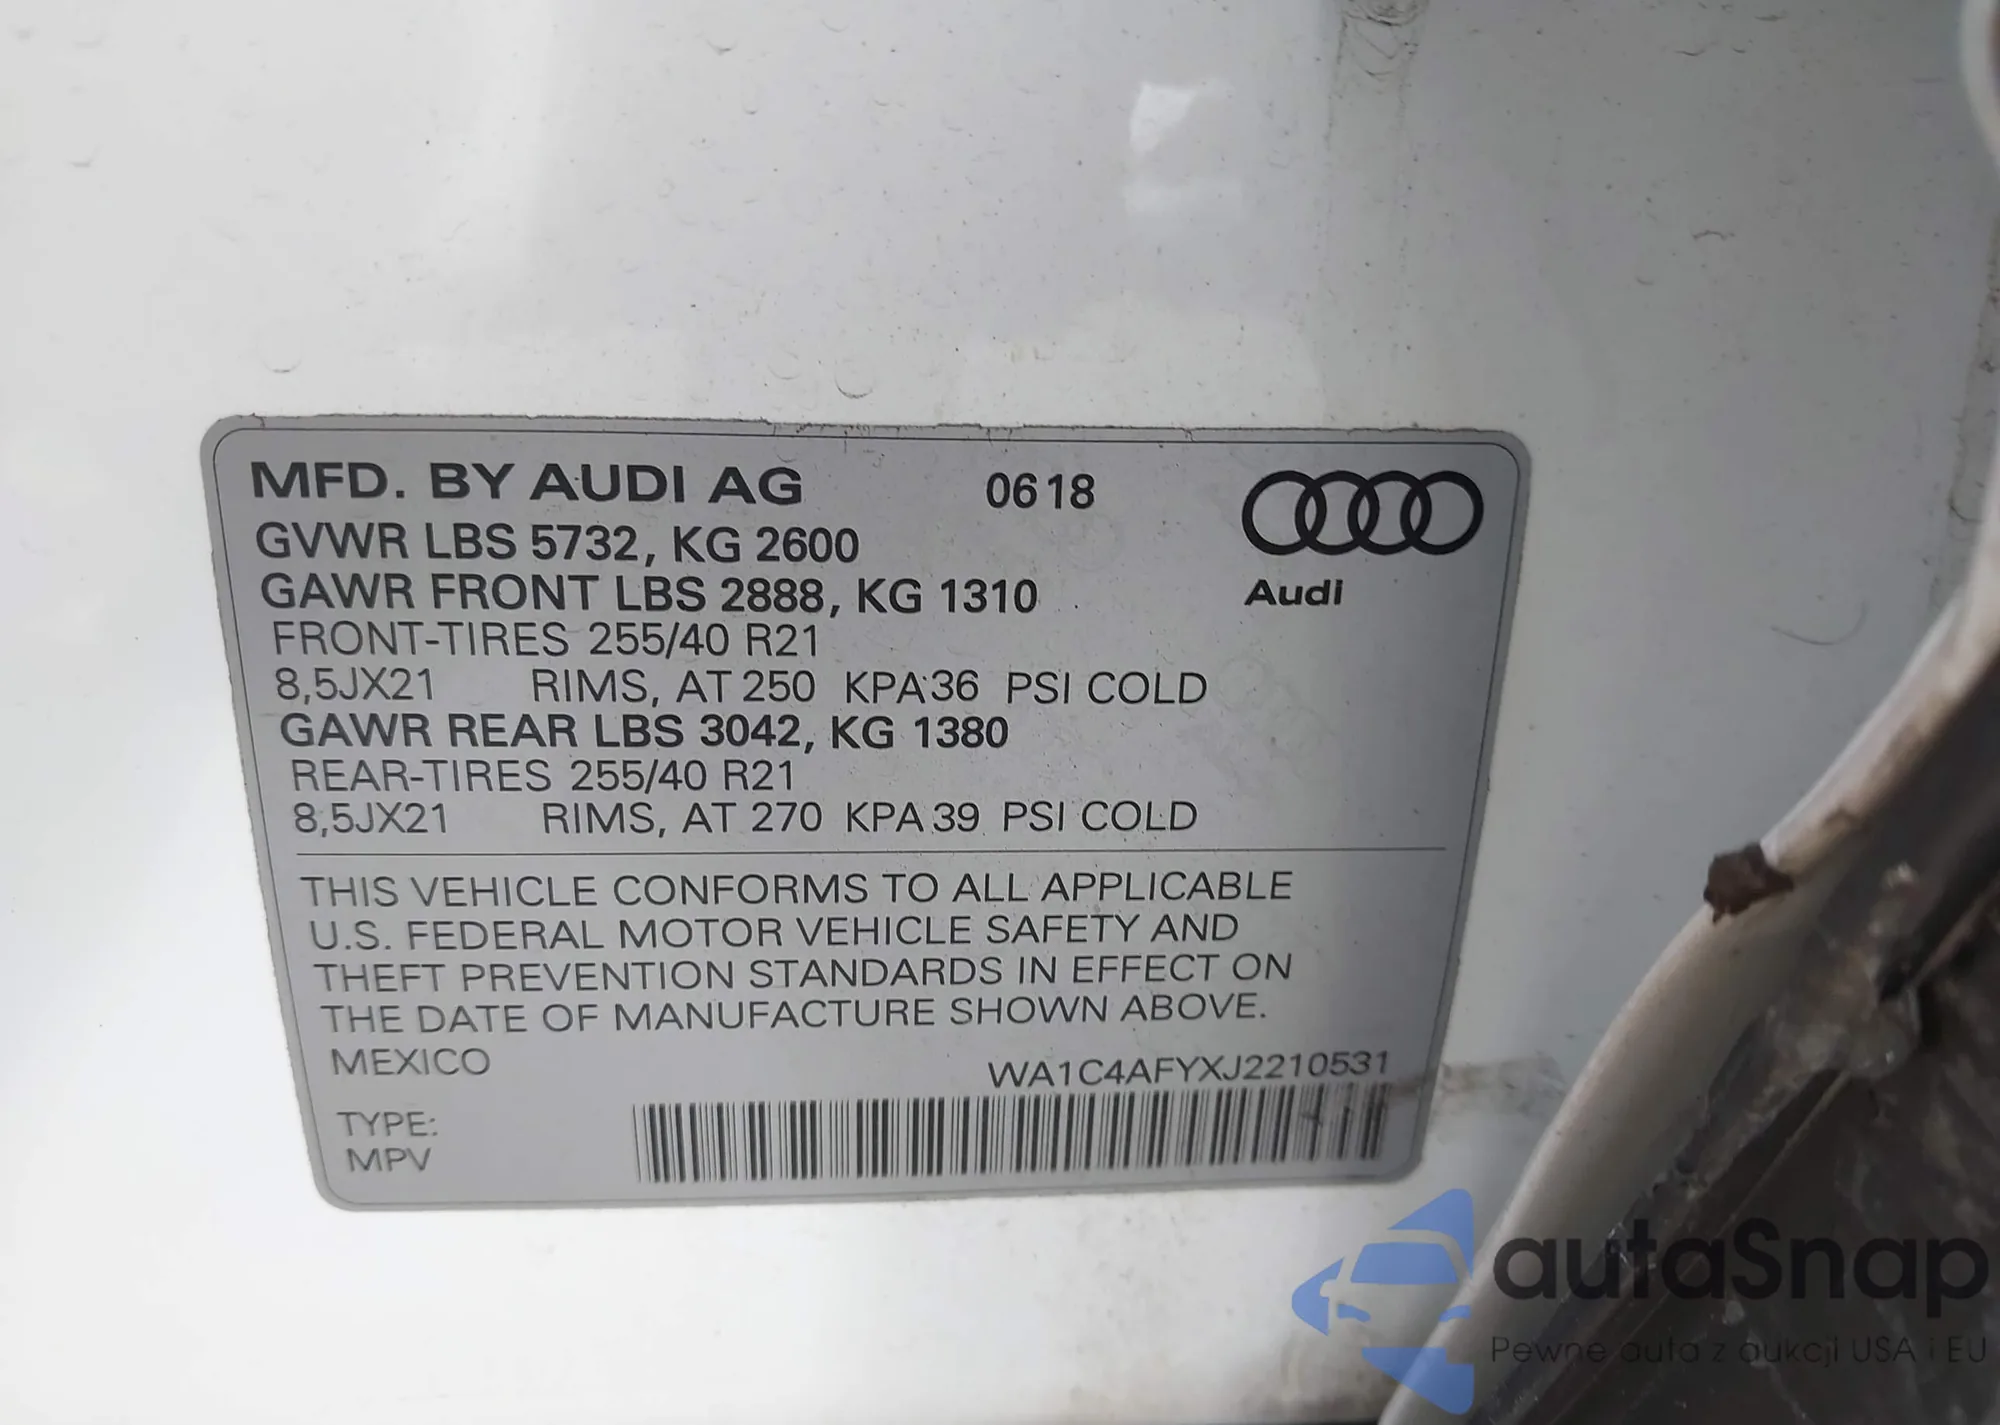 MFD. BY AUDI AG 0618
GVWR LBS 5732, KG 2600
GAWR FRONT LBS 2888, KG 1310
Audi
FRONT-TIRES 255/40 R21
8,5JX21 RIMS, AT 250 KPA 36 PSI COLD
GAWR REAR LBS 3042, KG 1380
REAR-TIRES 255/40 R21
8,5JX21 RIMS, AT 270 KPA 39 PSI COLD
THIS VEHICLE CONFORMS TO ALL APPLICABLE
U.S. FEDERAL MOTOR VEHICLE SAFETY AND
THEFT PREVENTION STANDARDS IN EFFECT ON
THE DATE OF MANUFACTURE SHOWN ABOVE.
MEXICO WA1C4AFYXJ2210531
TYPE:
MPV
autaSnap
Pewne auta z aukcji USA i EU